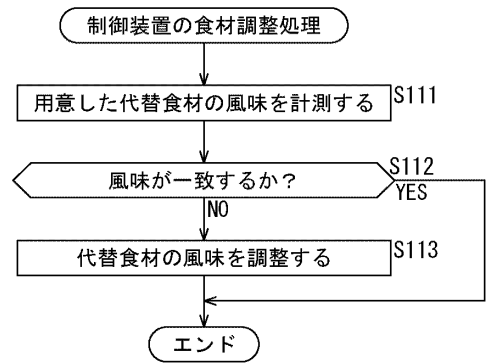 制御装置の食材調整処理
用意した代替食材の風味を計測する
S111
風味が一致するか？
S112
YES
NO
代替食材の風味を調整する
S113
エンド